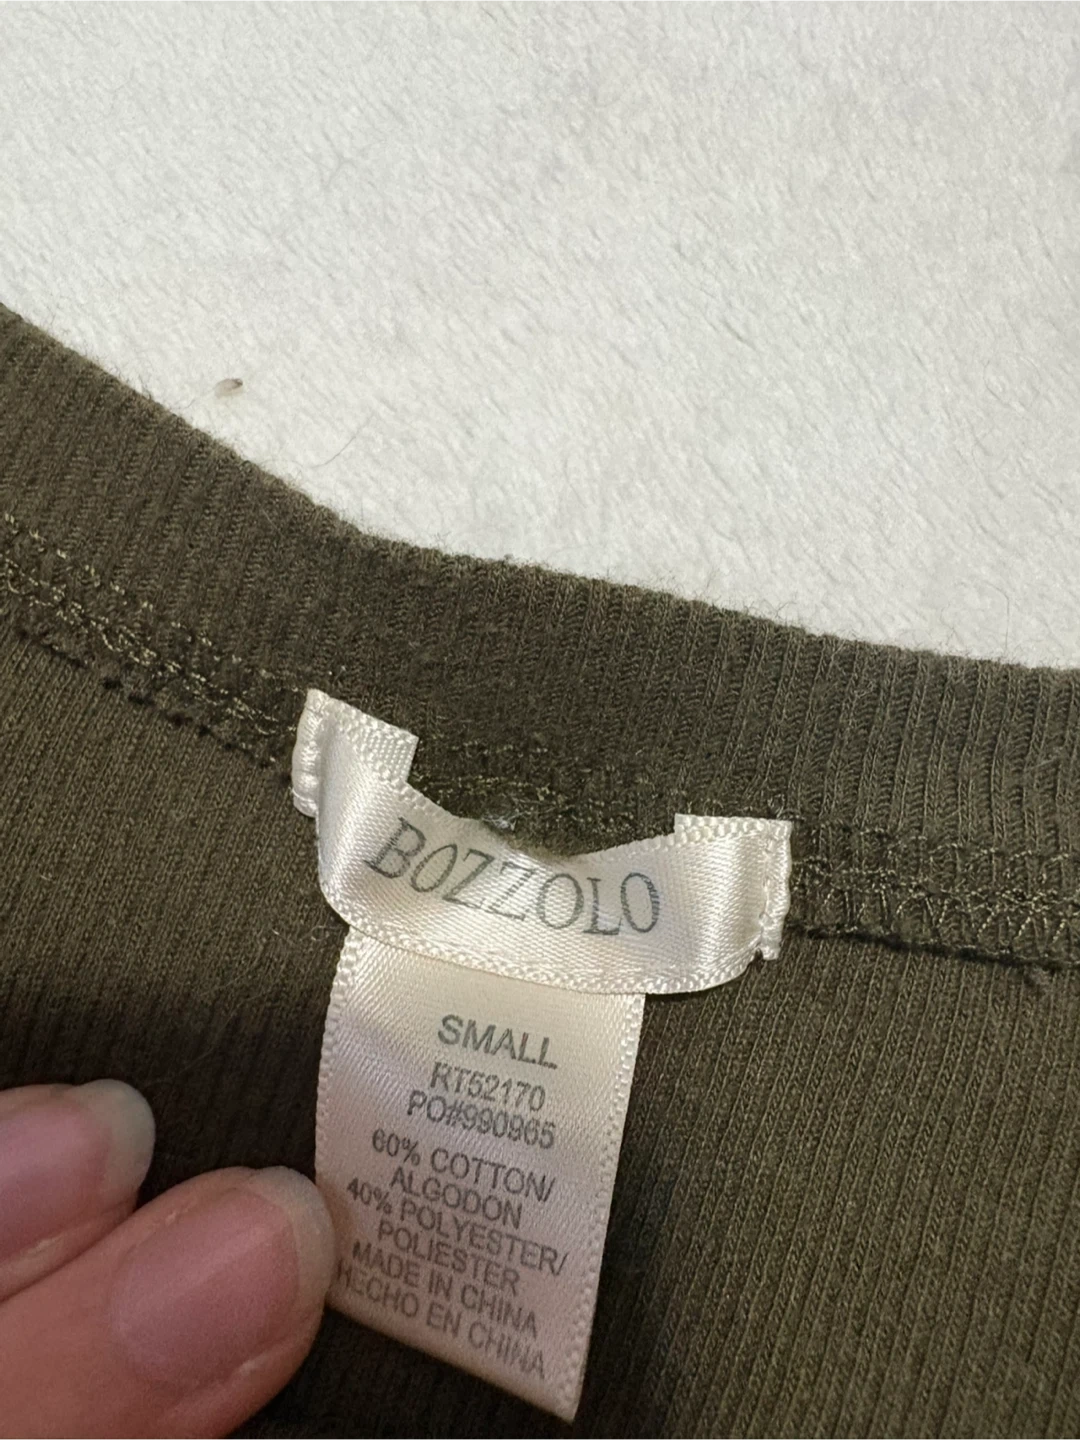 BOZZOLO
SMALL
RT52170
PO#990965
60% COTTON/
ALGODON
40% POLYESTER/
POLIESTER
MADE IN CHINA
HECHO EN CHINA